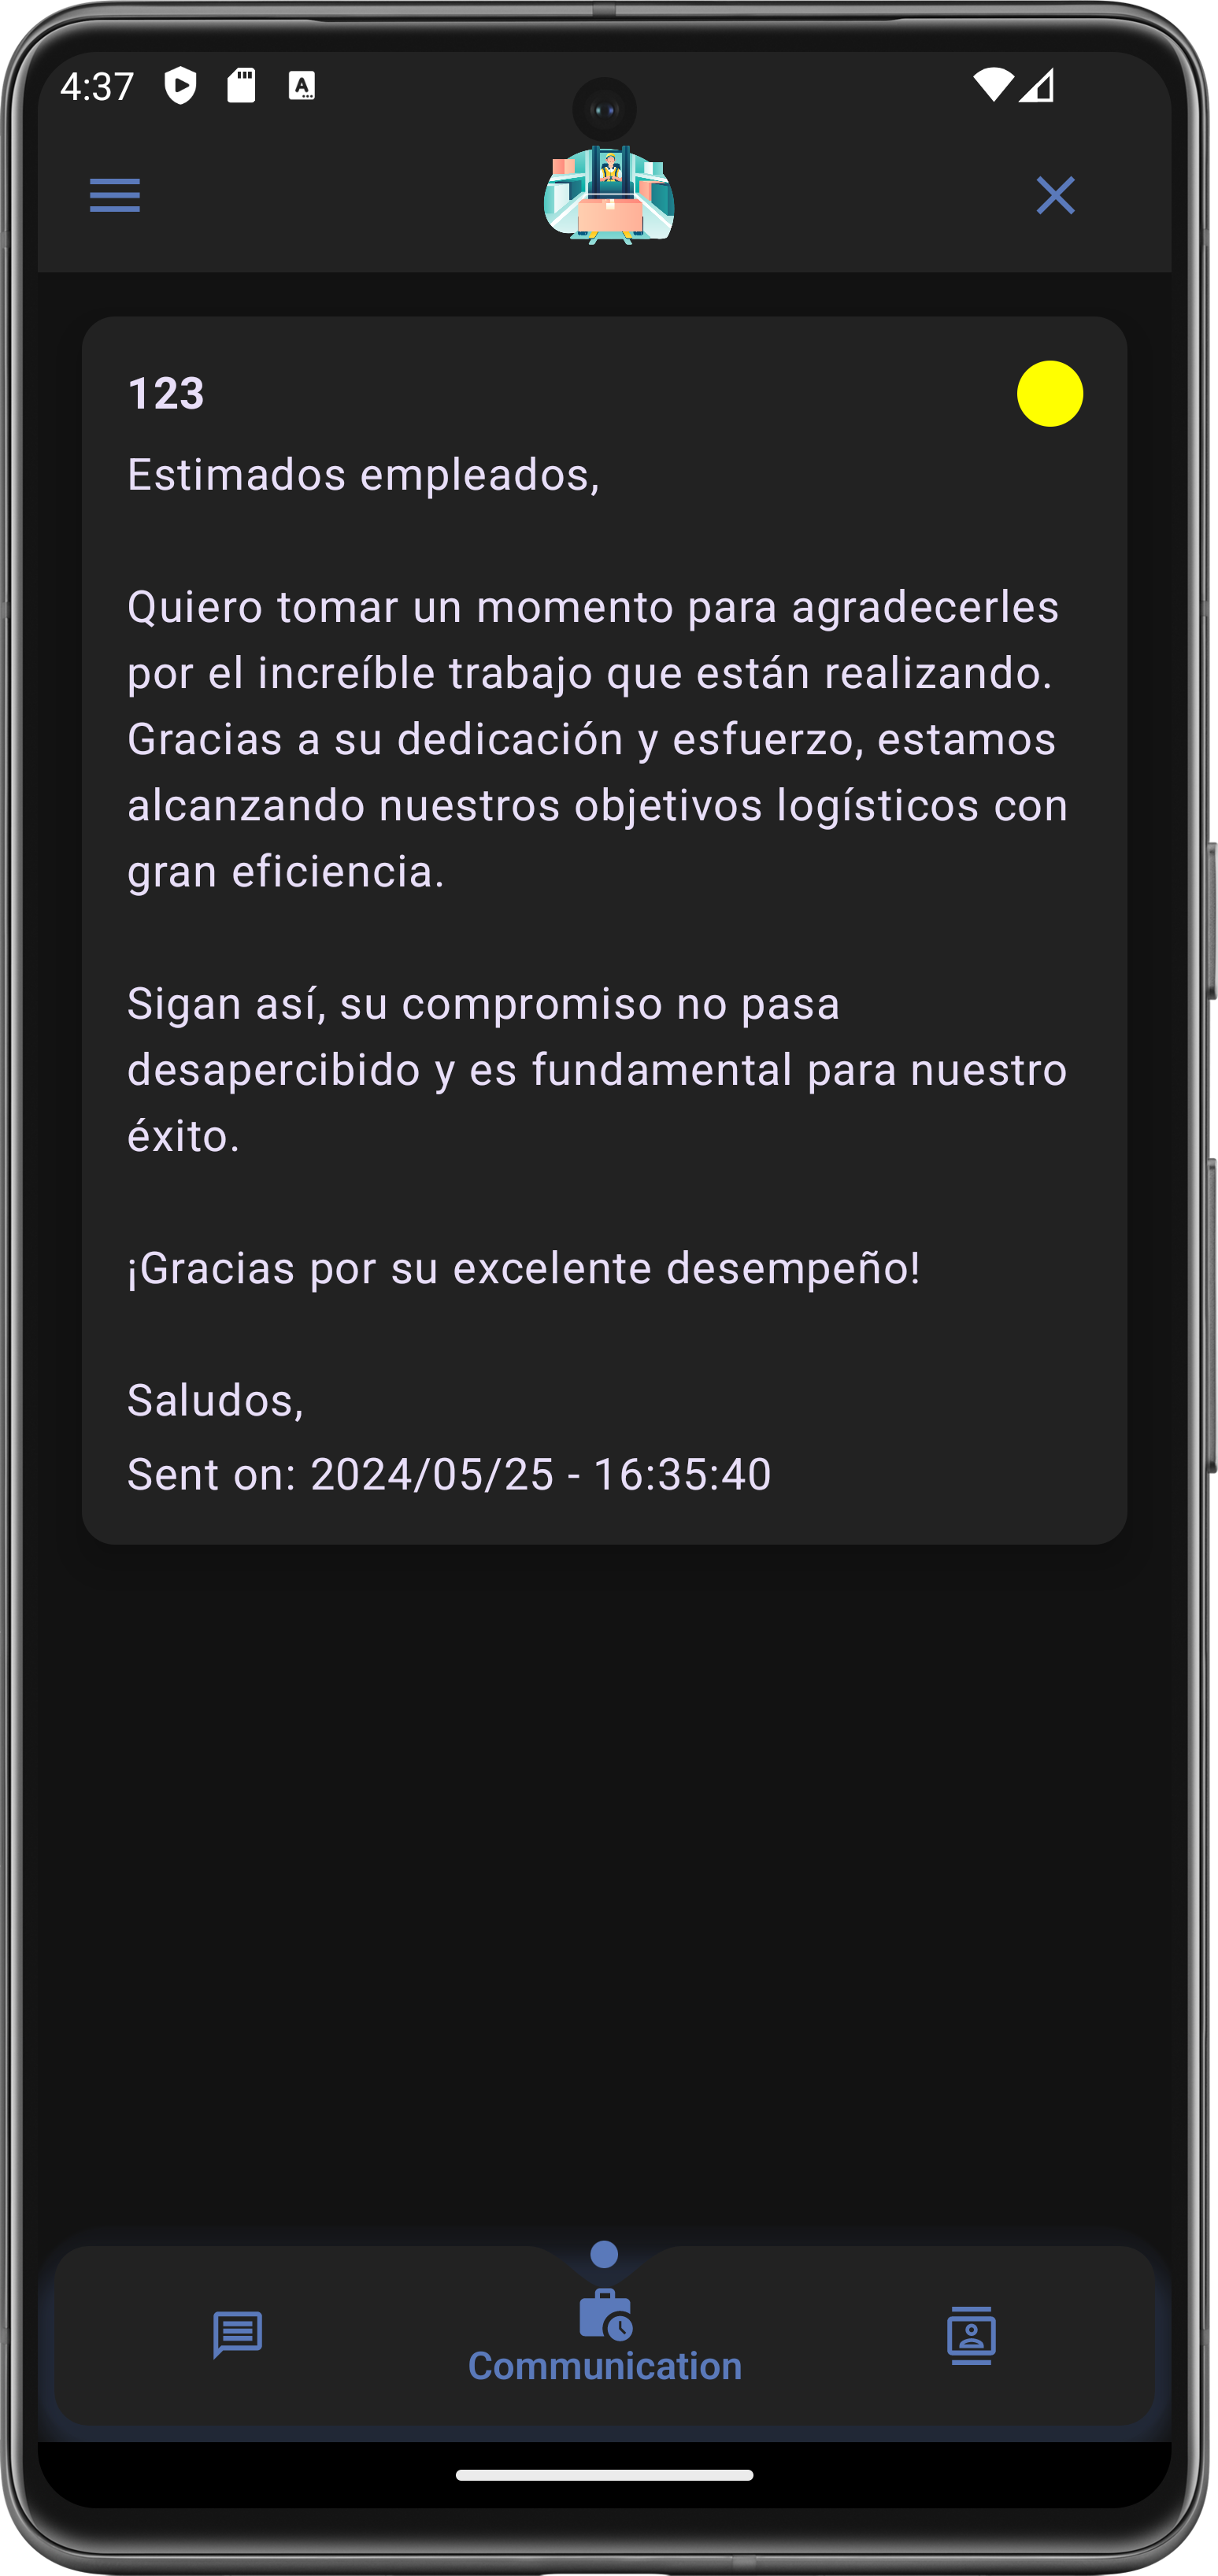 4:37
123
Estimados empleados,
Quiero tomar un momento para agradecerles
por el increíble trabajo que están realizando.
Gracias a su dedicación y esfuerzo, estamos
alcanzando nuestros objetivos logísticos con
gran eficiencia.
Sigan así, su compromiso no pasa
desapercibido y es fundamental para nuestro
éxito.
¡Gracias por su excelente desempeño!
Saludos,
Sent on: 2024/05/25 - 16:35:40
Communication